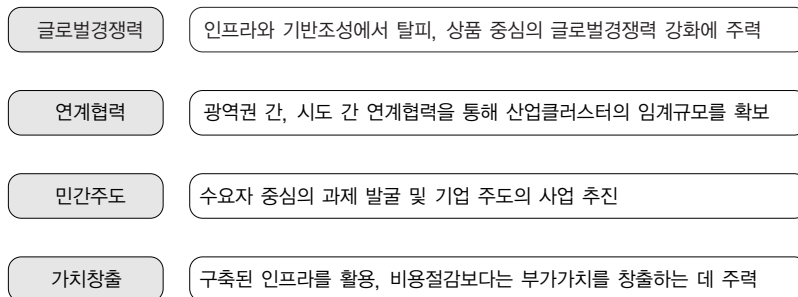 글로벌경쟁력 인프라와 기반조성에서 탈피, 상품 중심의 글로벌경쟁력 강화에 주력
연계협력 광역권 간, 시도 간 연계협력을 통해 산업클러스터의 임계규모를 확보
민간주도 수요자 중심의 과제 발굴 및 기업 주도의 사업 추진
가치창출 구축된 인프라를 활용, 비용절감보다는 부가가치를 창출하는 데 주력